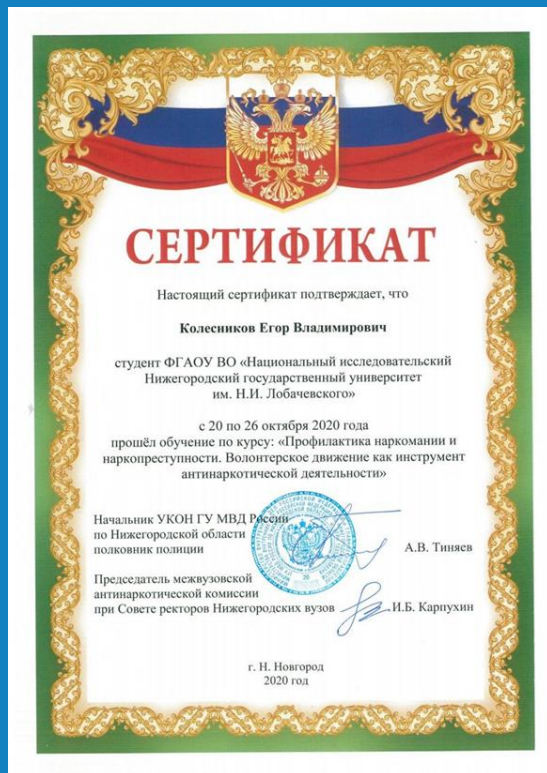 СЕРТИФИКАТ
Настоящий сертификат подтверждает, что
Колесников Егор Владимирович
студент ФГАОУ ВО «Национальный исследовательский
Нижегородский государственный университет
им. Н.И. Лобачевского»
с 20 по 26 октября 2020 года
прошёл обучение по курсу: «Профилактика наркомании и
наркопреступности. Волонтерское движение как инструмент
антинаркотической деятельности»
Начальник УКОН ГУ МВД России
по Нижегородской области
полковник полиции
А.В. Тиняев
Председатель межвузовской
антинаркотической комиссии
при Совете ректоров Нижегородских вузов
И.Б. Карпухин
г. Н. Новгород
2020 год